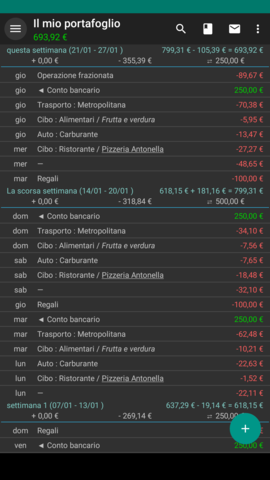 Il mio portafoglio
693,92 €
questa settimana (21/01 - 27/01) 799,31 - 105,39 € = 693,92 €
+ 0,00 € - 355,39 € ⇄ 250,00 €
gio Operazione frazionata -89,67 €
gio ◄ Conto bancario 250,00 €
gio Trasporto : Metropolitana -70,38 €
gio Cibo : Alimentari / Frutta e verdura -5,95 €
gio Auto : Carburante -13,47 €
mer Cibo : Ristorante / Pizzeria Antonella -27,27 €
mer — -48,65 €
mar Regali -100,00 €
La scorsa settimana (14/01 - 20/01) 618,15 € + 181,16 € = 799,31 €
+ 0,00 € - 318,84 € ⇄ 500,00 €
dom ◄ Conto bancario 250,00 €
dom Trasporto : Metropolitana -34,10 €
dom Cibo : Alimentari / Frutta e verdura -7,56 €
sab Auto : Carburante -7,65 €
sab Cibo : Ristorante / Pizzeria Antonella -18,48 €
sab — -32,10 €
gio Regali -100,00 €
mar ◄ Conto bancario 250,00 €
mar Trasporto : Metropolitana -62,48 €
mar Cibo : Alimentari / Frutta e verdura -10,21 €
lun Auto : Carburante -22,63 €
lun Cibo : Ristorante / Pizzeria Antonella -1,52 €
lun — -22,11 €
settimana 1 (07/01 - 13/01) 637,29 € - 19,14 € = 618,15 €
+ 0,00 € - 269,14 € ⇄ 250,00
dom Regali
ven ◄ Conto bancario 250,00 €